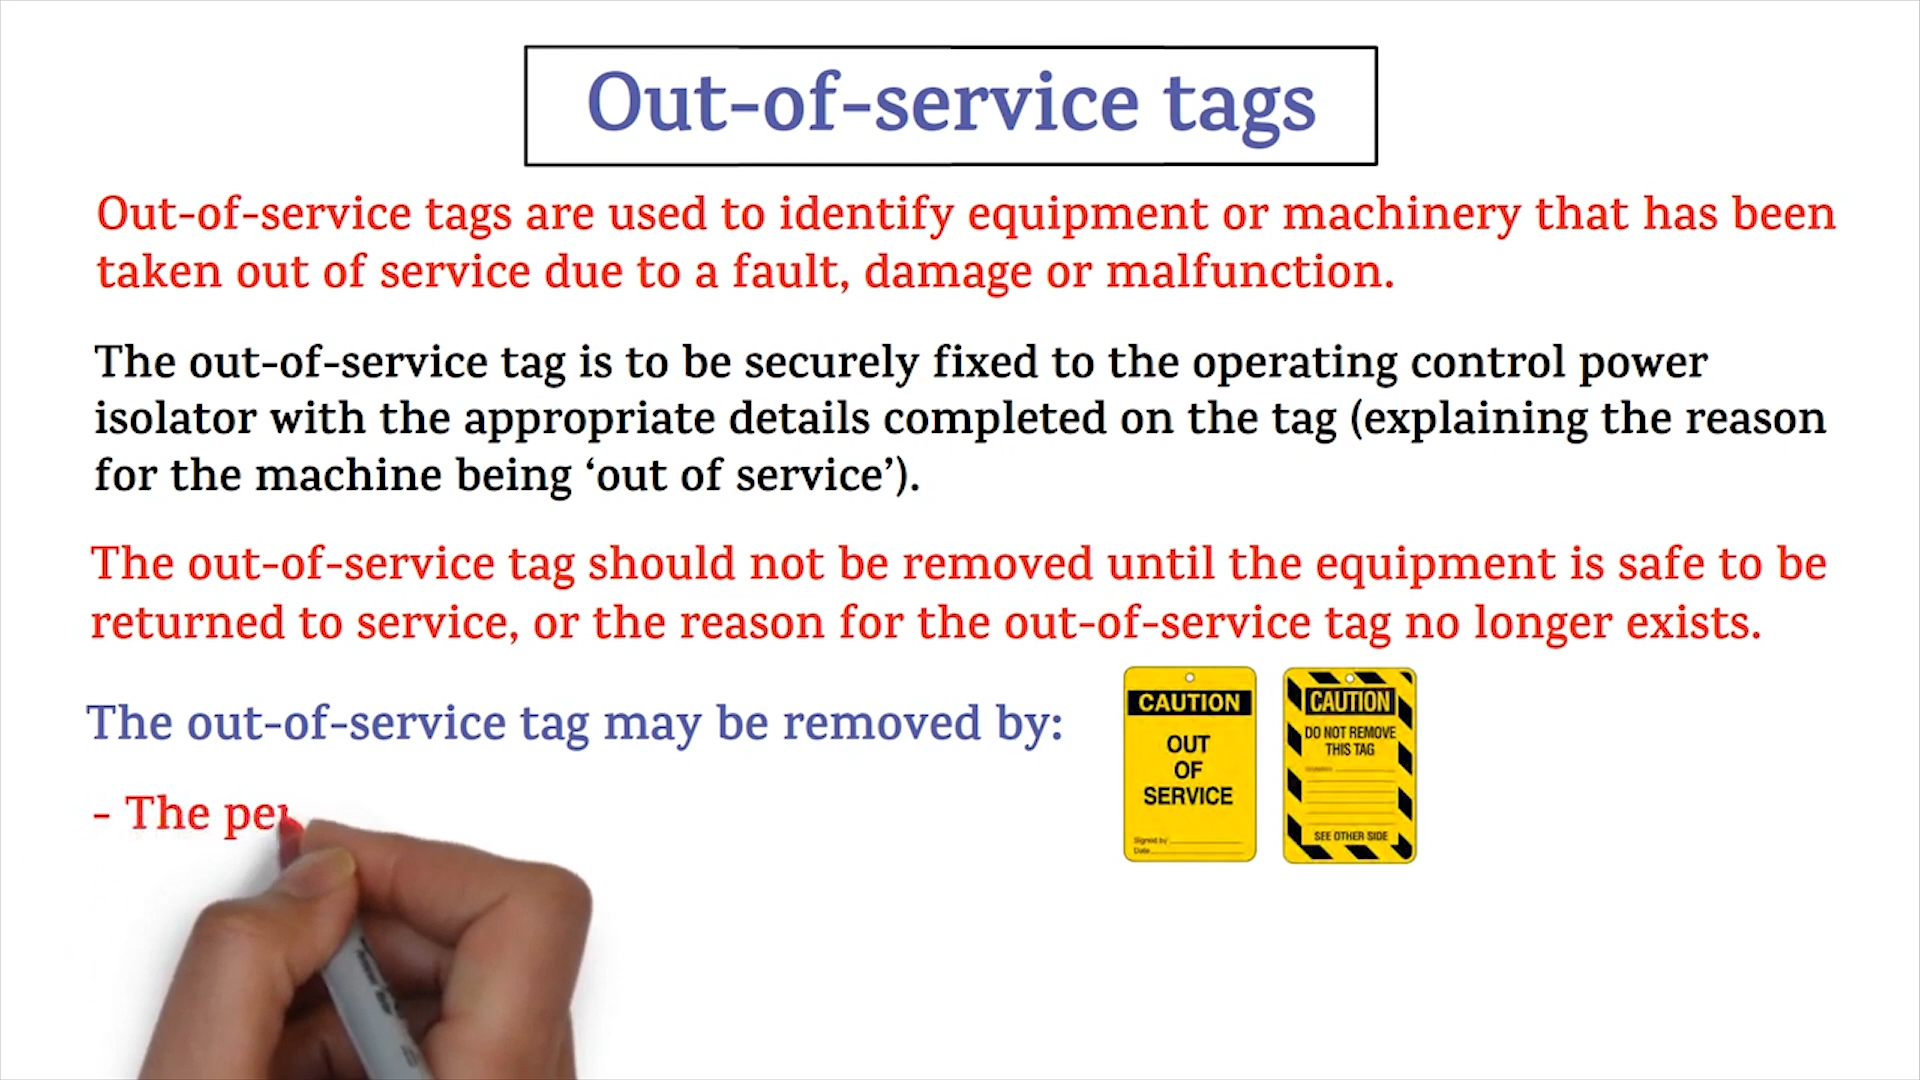 Out-of-service tags
Out-of-service tags are used to identify equipment or machinery that has been
taken out of service due to a fault, damage or malfunction.
The out-of-service tag is to be securely fixed to the operating control power
isolator with the appropriate details completed on the tag (explaining the reason
for the machine being ‘out of service’).
The out-of-service tag should not be removed until the equipment is safe to be
returned to service, or the reason for the out-of-service tag no longer exists.
The out-of-service tag may be removed by:
- The per
CAUTION
OUT
OF
SERVICE
Signed by
Date
CAUTION
DO NOT REMOVE
THIS TAG
SEE OTHER SIDE